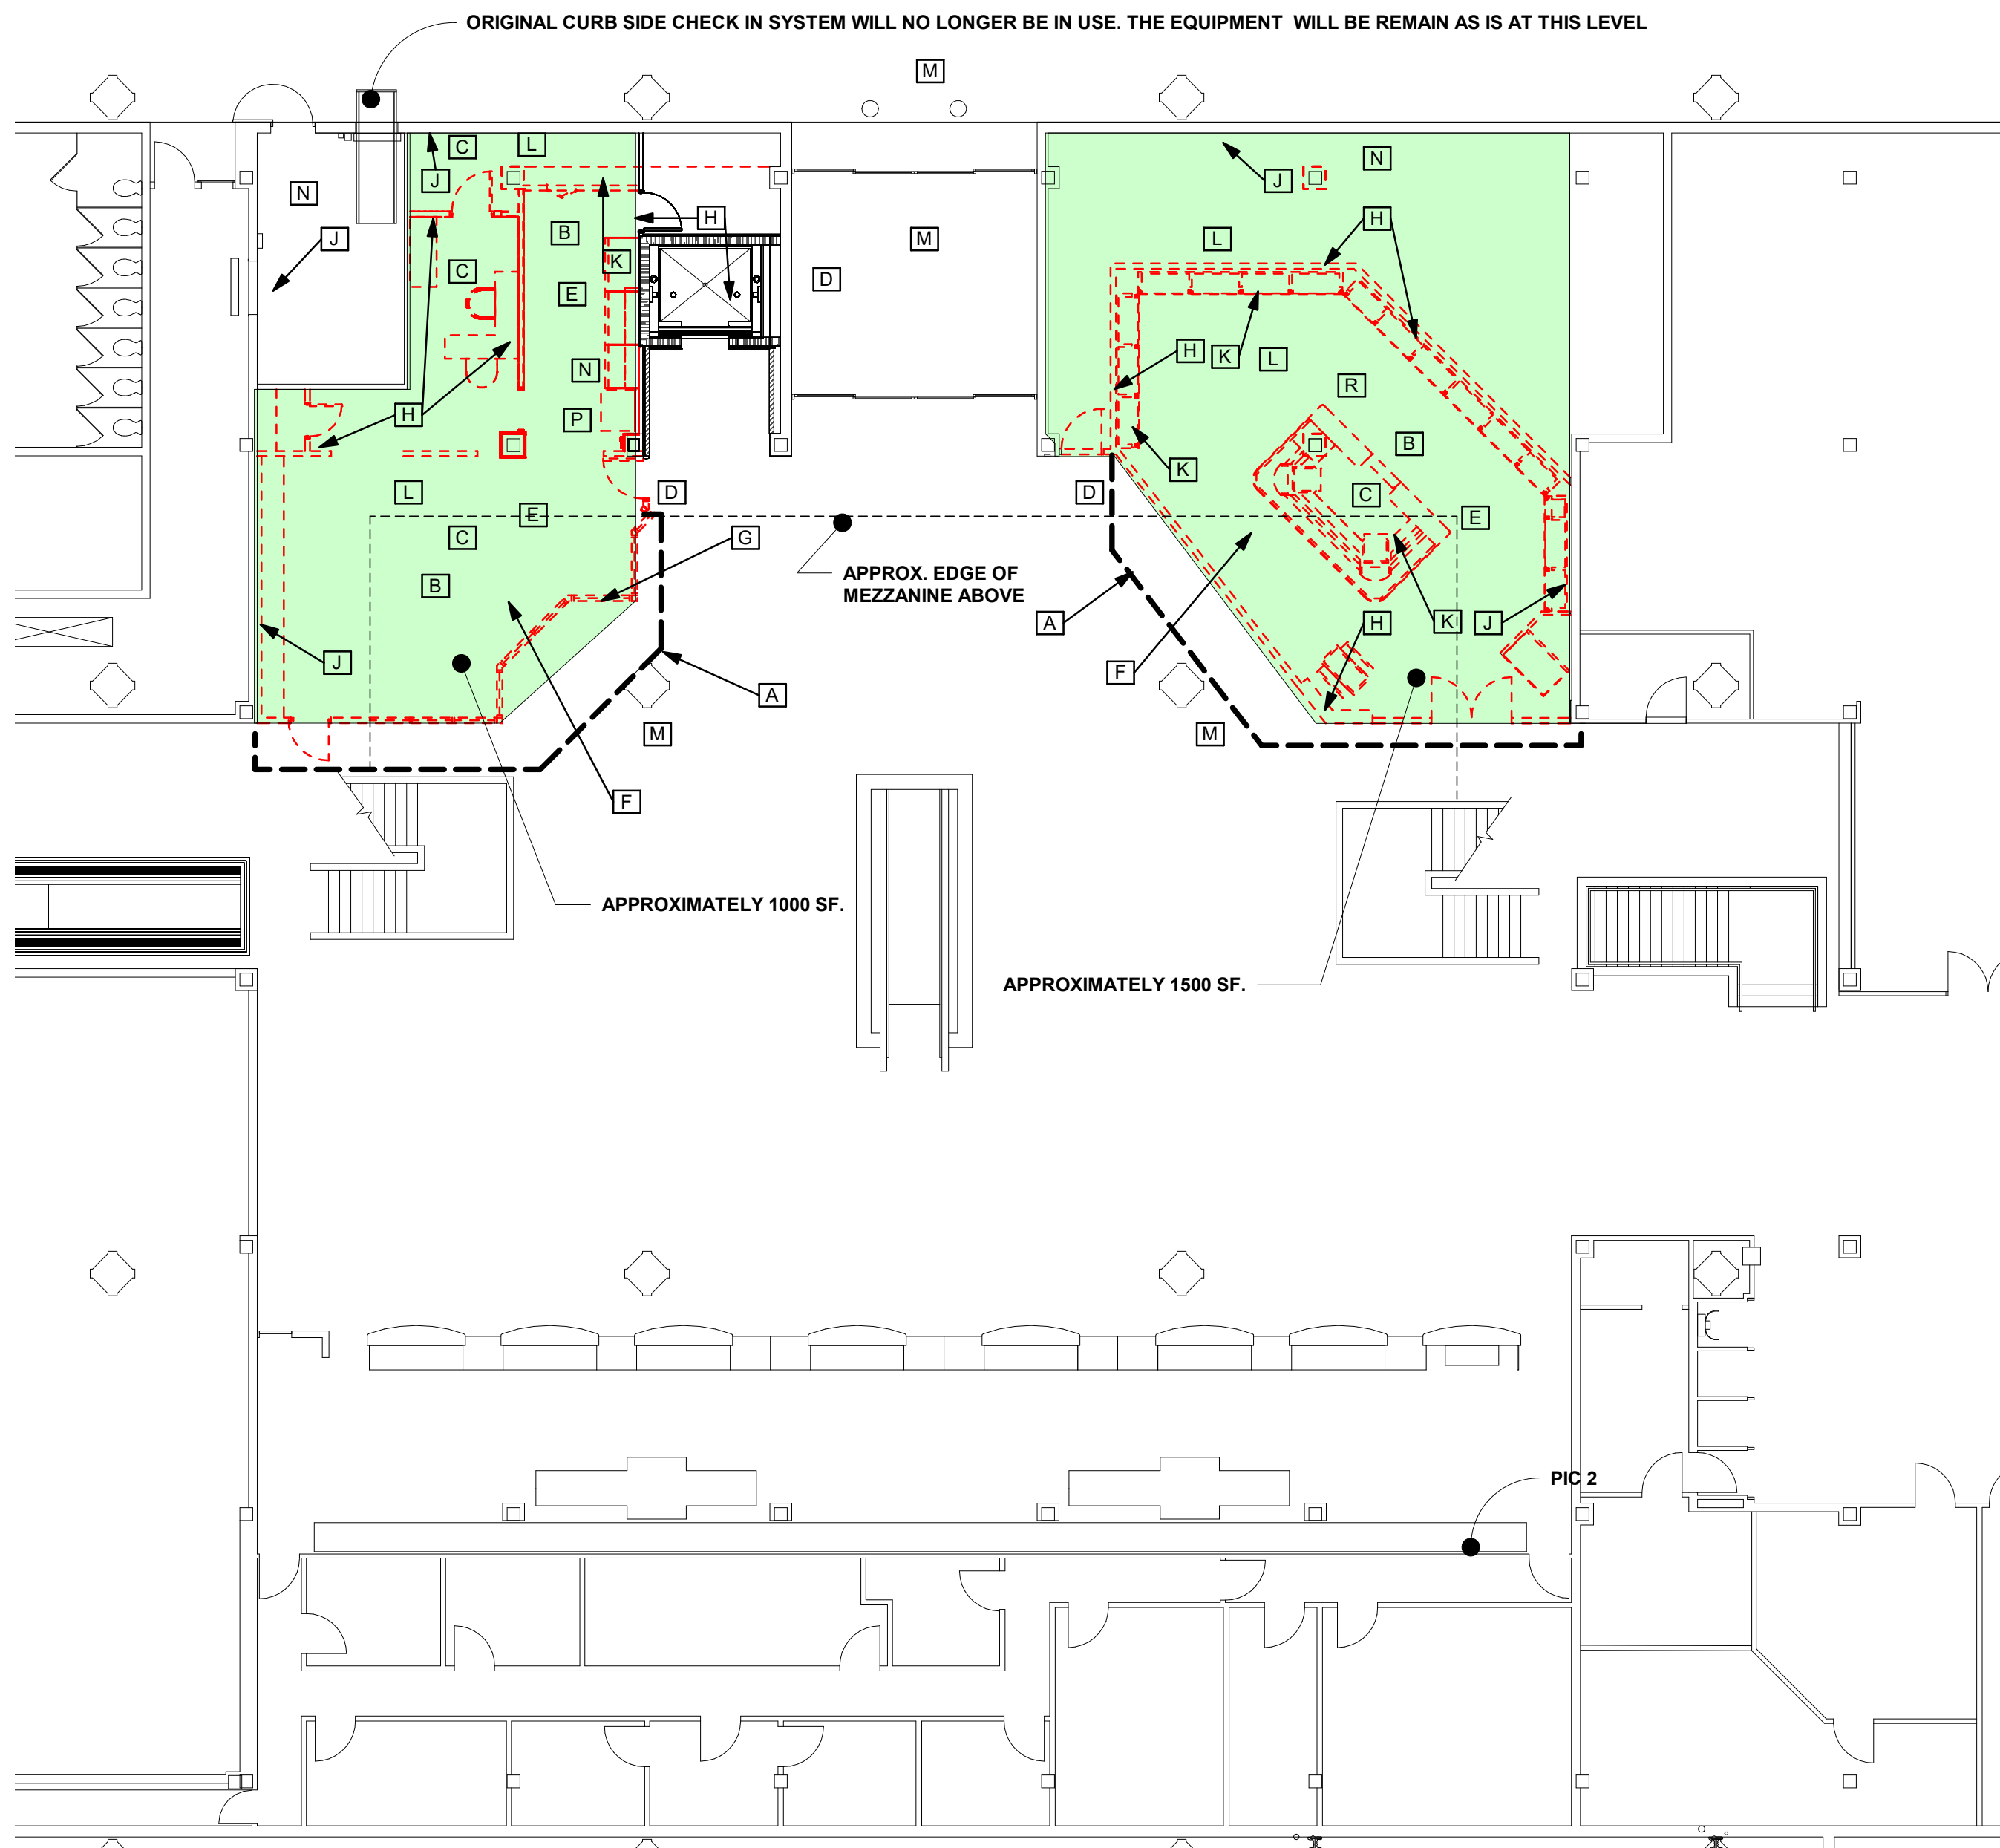 ORIGINAL CURB SIDE CHECK IN SYSTEM WILL NO LONGER BE IN USE. THE EQUIPMENT WILL BE REMAIN AS IS AT THIS LEVEL
M
C
L
J
N
N
J
H
J
B
H
L
M
J
C
K
D
E
H
K
L
N
R
H
P
B
K
L
D
D
C
E
E
C
G
APPROX. EDGE OF
MEZZANINE ABOVE
B
A
H
K
J
J
F
A
M
M
F
APPROXIMATELY 1000 SF.
APPROXIMATELY 1500 SF.
PIC 2